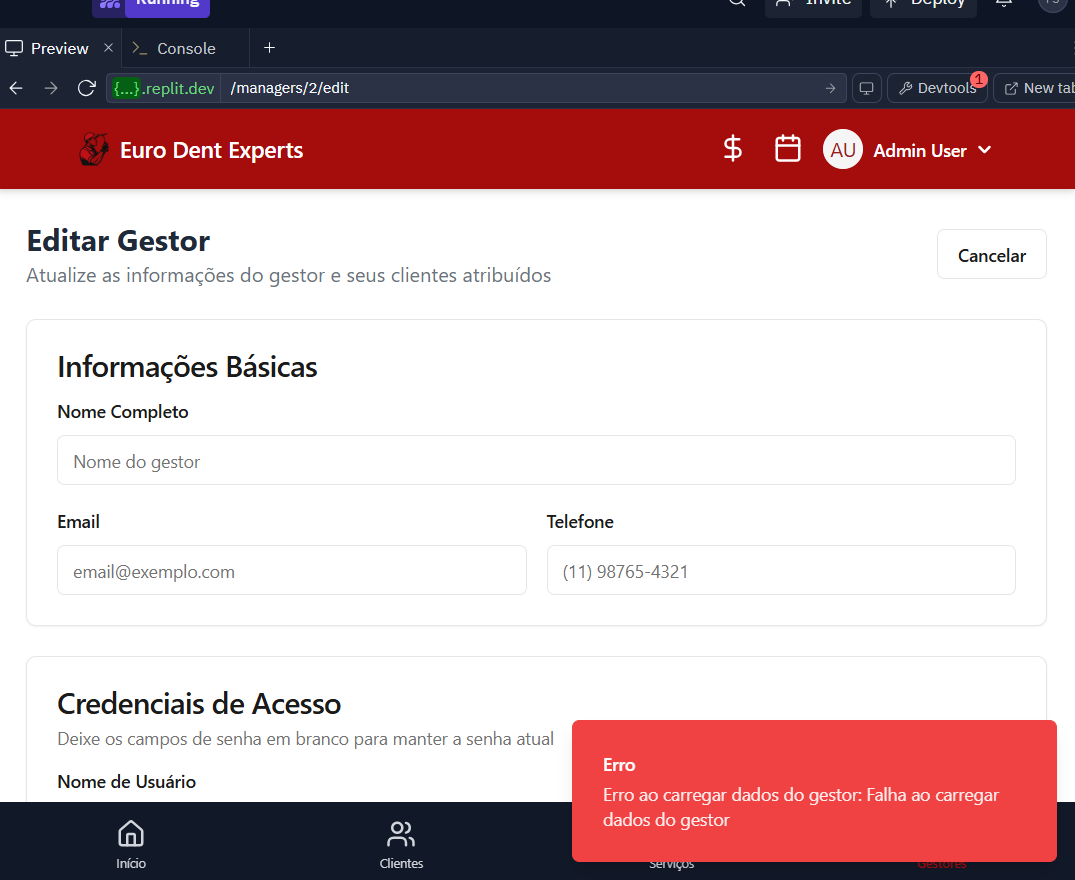 Running
Invite
Deploy
Preview
Console
{...}.replit.dev
/managers/2/edit
Devtools
1
New tab
Euro Dent Experts
AU
Admin User
Editar Gestor
Atualize as informações do gestor e seus clientes atribuídos
Cancelar
Informações Básicas
Nome Completo
Nome do gestor
Email
Telefone
email@exemplo.com
(11) 98765-4321
Credenciais de Acesso
Deixe os campos de senha em branco para manter a senha atual
Nome de Usuário
Erro
Erro ao carregar dados do gestor: Falha ao carregar
dados do gestor
Início
Clientes
Serviços
Gestores